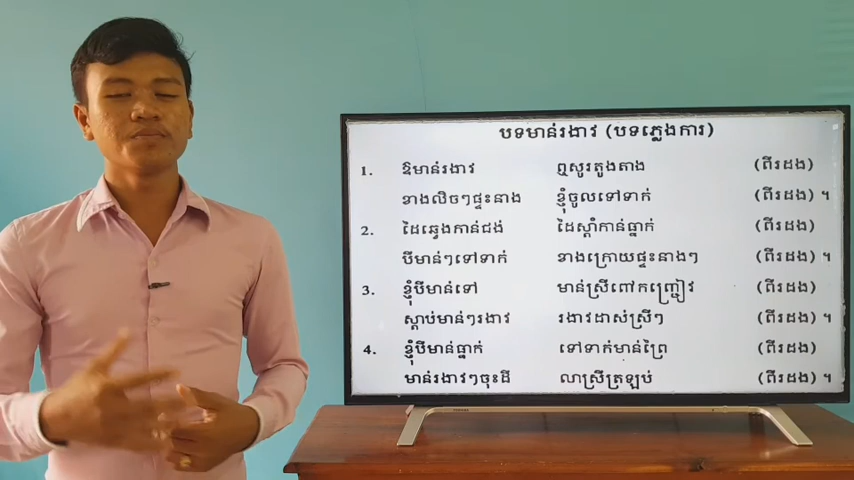 បទមាន់រងាវ (បទភ្លេងការ)
1. ឱមាន់រងាវ ឮសូរតូងតាង (ពីរដង)
ខាងលិចៗផ្ទះនាង ខ្ញុំចូលទៅទាក់ (ពីរដង) ។
2. ដៃឆ្វេងកាន់ជង់ ដៃស្ដាំកាន់ធ្នាក់ (ពីរដង)
បីមាន់ៗទៅទាក់ ខាងក្រោយផ្ទះនាងៗ (ពីរដង) ។
3. ខ្ញុំបីមាន់ទៅ មាន់ស្រីពៅកញ្ជ្រៀវ (ពីរដង)
ស្ដាប់មាន់ៗរងាវ រងាវដាស់ស្រីៗ (ពីរដង) ។
4. ខ្ញុំបីមាន់ធ្នាក់ ទៅទាក់មាន់ព្រៃ (ពីរដង)
មាន់រងាវៗចុះដី លាស្រីត្រឡប់ (ពីរដង) ។